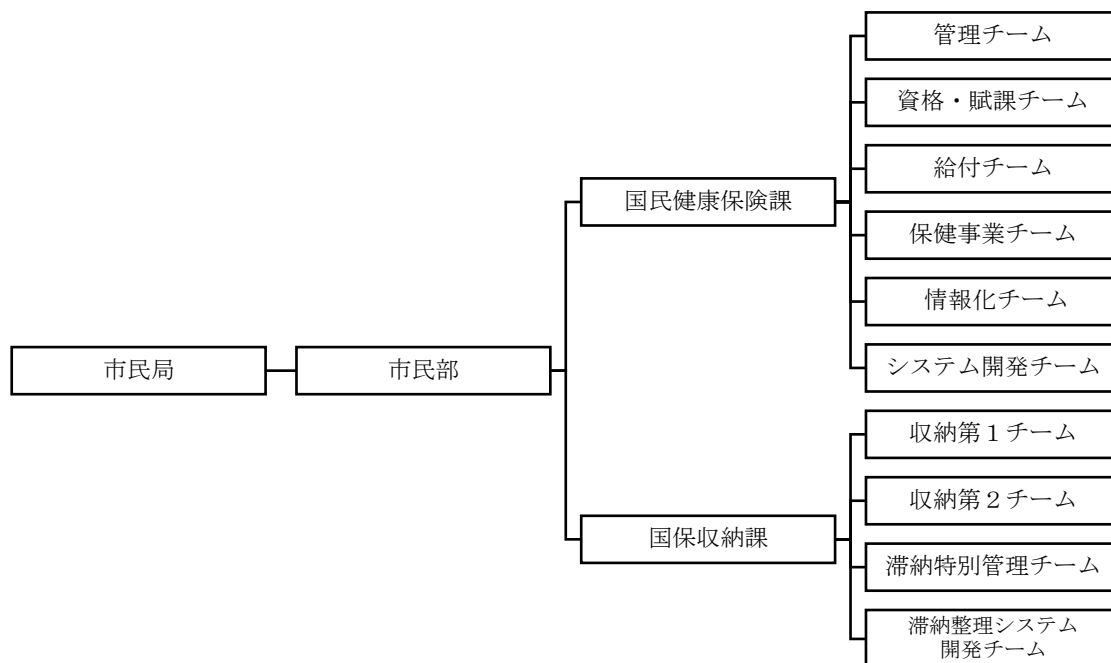 管理チーム
資格・賦課チーム
給付チーム
国民健康保険課
保健事業チーム
情報化チーム
市民局
市民部
システム開発チーム
収納第１チーム
収納第２チーム
国保収納課
滞納特別管理チーム
滞納整理システム
開発チーム